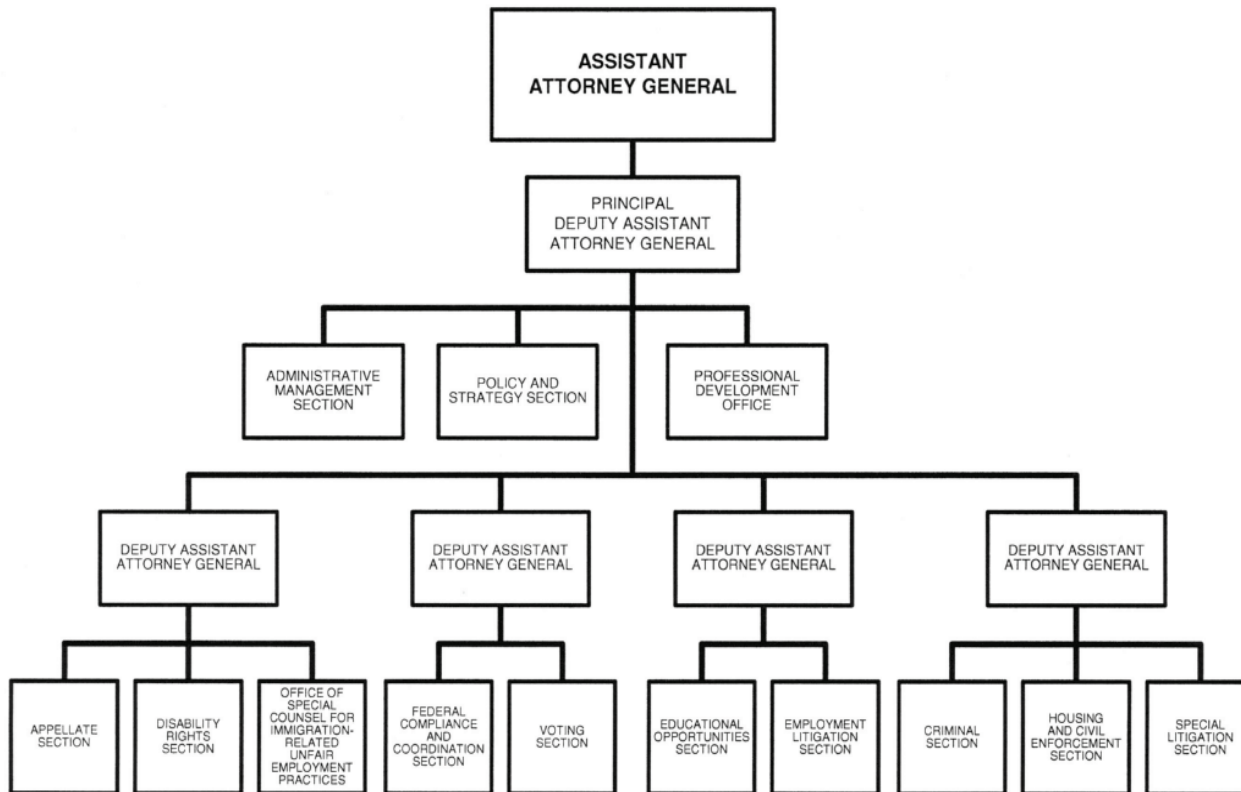 ASSISTANT
ATTORNEY GENERAL
PRINCIPAL
DEPUTY ASSISTANT
ATTORNEY GENERAL
ADMINISTRATIVE
MANAGEMENT
SECTION
POLICY AND
STRATEGY SECTION
PROFESSIONAL
DEVELOPMENT
OFFICE
DEPUTY ASSISTANT
ATTORNEY GENERAL
DEPUTY ASSISTANT
ATTORNEY GENERAL
DEPUTY ASSISTANT
ATTORNEY GENERAL
DEPUTY ASSISTANT
ATTORNEY GENERAL
APPELLATE
SECTION
DISABILITY
RIGHTS
SECTION
OFFICE OF
SPECIAL
COUNSEL FOR
IMMIGRATION-
RELATED
UNFAIR
EMPLOYMENT
PRACTICES
FEDERAL
COMPLIANCE
AND
COORDINATION
SECTION
VOTING
SECTION
EDUCATIONAL
OPPORTUNITIES
SECTION
EMPLOYMENT
LITIGATION
SECTION
CRIMINAL
SECTION
HOUSING
AND CIVIL
ENFORCEMENT
SECTION
SPECIAL
LITIGATION
SECTION